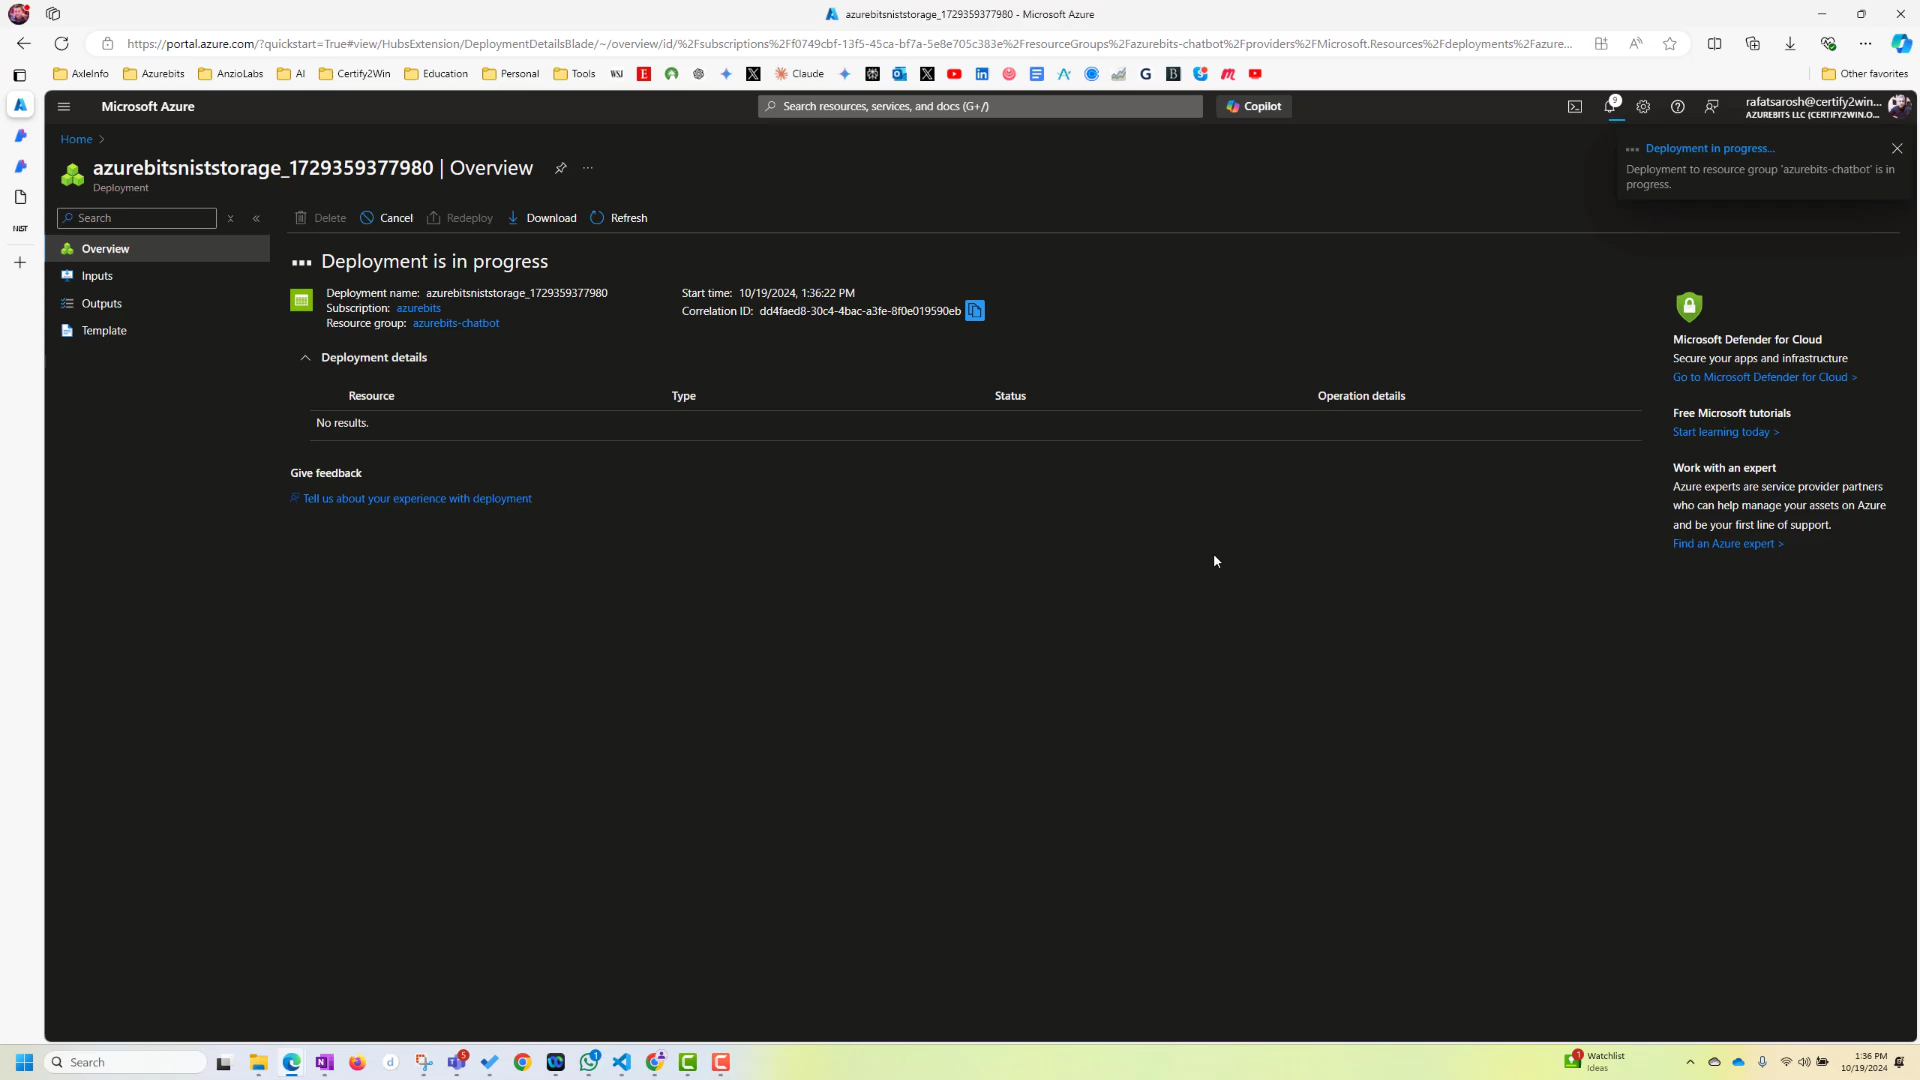 azurebitsniststorage_1729359377980 - Microsoft Azure
https://portal.azure.com/?quickstart=True#view/HubsExtension/DeploymentDetailsBlade/~/overview/id/%2Fsubscriptions%2Ff0749cbf-13f5-45ca-bf7a-5e8e705c383e%2FresourceGroups%2Fazurebits-chatbot%2Fproviders%2FMicrosoft.Resources%2Fdeployments%2Fazure...
AxleInfo Azurebits AnzioLabs AI Certify2Win Education Personal Tools WSJ Claude Other favorites
Microsoft Azure
Search resources, services, and docs (G+/)
Copilot
9
rafatsarosh@certify2win...
AZUREBITS LLC (CERTIFY2WIN.O...
Home >
Deployment in progress...
Deployment to resource group 'azurebits-chatbot' is in
progress.
azurebitsniststorage_1729359377980 | Overview
Deployment
Search
Delete Cancel Redeploy Download Refresh
NIST
Overview
Inputs
Outputs
Template
Deployment is in progress
Deployment name: azurebitsniststorage_1729359377980
Subscription: azurebits
Resource group: azurebits-chatbot
Start time: 10/19/2024, 1:36:22 PM
Correlation ID: dd4faed8-30c4-4bac-a3fe-8f0e019590eb
Deployment details
Resource Type Status Operation details
No results.
Give feedback
Tell us about your experience with deployment
Microsoft Defender for Cloud
Secure your apps and infrastructure
Go to Microsoft Defender for Cloud >
Free Microsoft tutorials
Start learning today >
Work with an expert
Azure experts are service provider partners
who can help manage your assets on Azure
and be your first line of support.
Find an Azure expert >
Search
5
1
1
Watchlist
Ideas
1:36 PM
10/19/2024